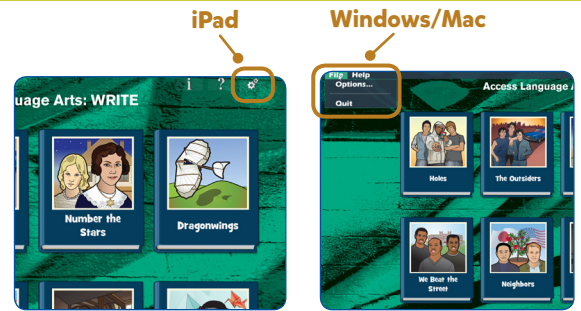 iPad
Windows/Mac
i ?
uage Arts: WRITE
Number the
Stars
Dragonwings
File Help
Options...
Quit
Access Language A
Holes
The Outsiders
We Beat the
Street
Neighbors